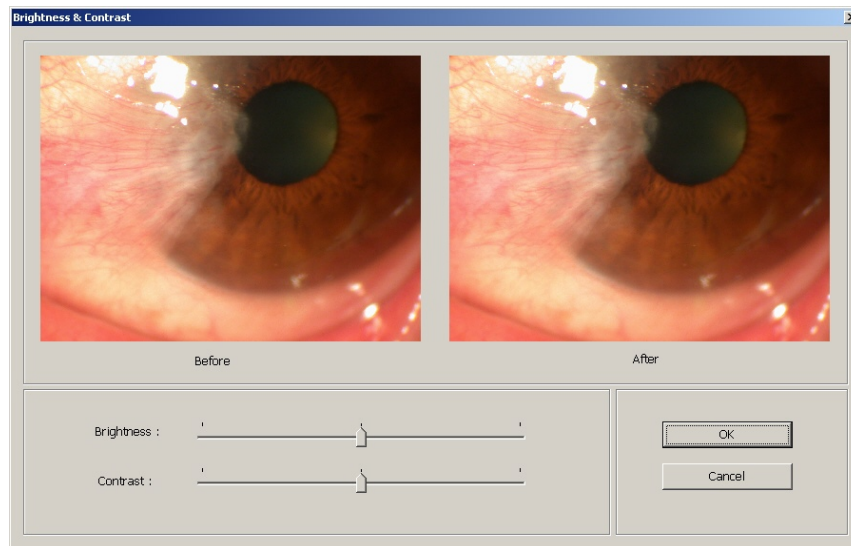 Brightness & Contrast
Before
After
Brightness :
Contrast :
OK
Cancel